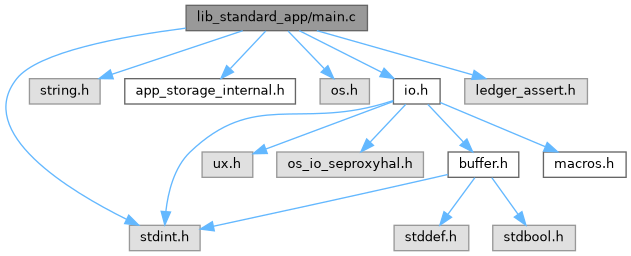 lib_standard_app/main.c
string.h
app_storage_internal.h
os.h
io.h
ledger_assert.h
ux.h
os_io_seproxyhal.h
buffer.h
macros.h
stdint.h
stddef.h
stdbool.h